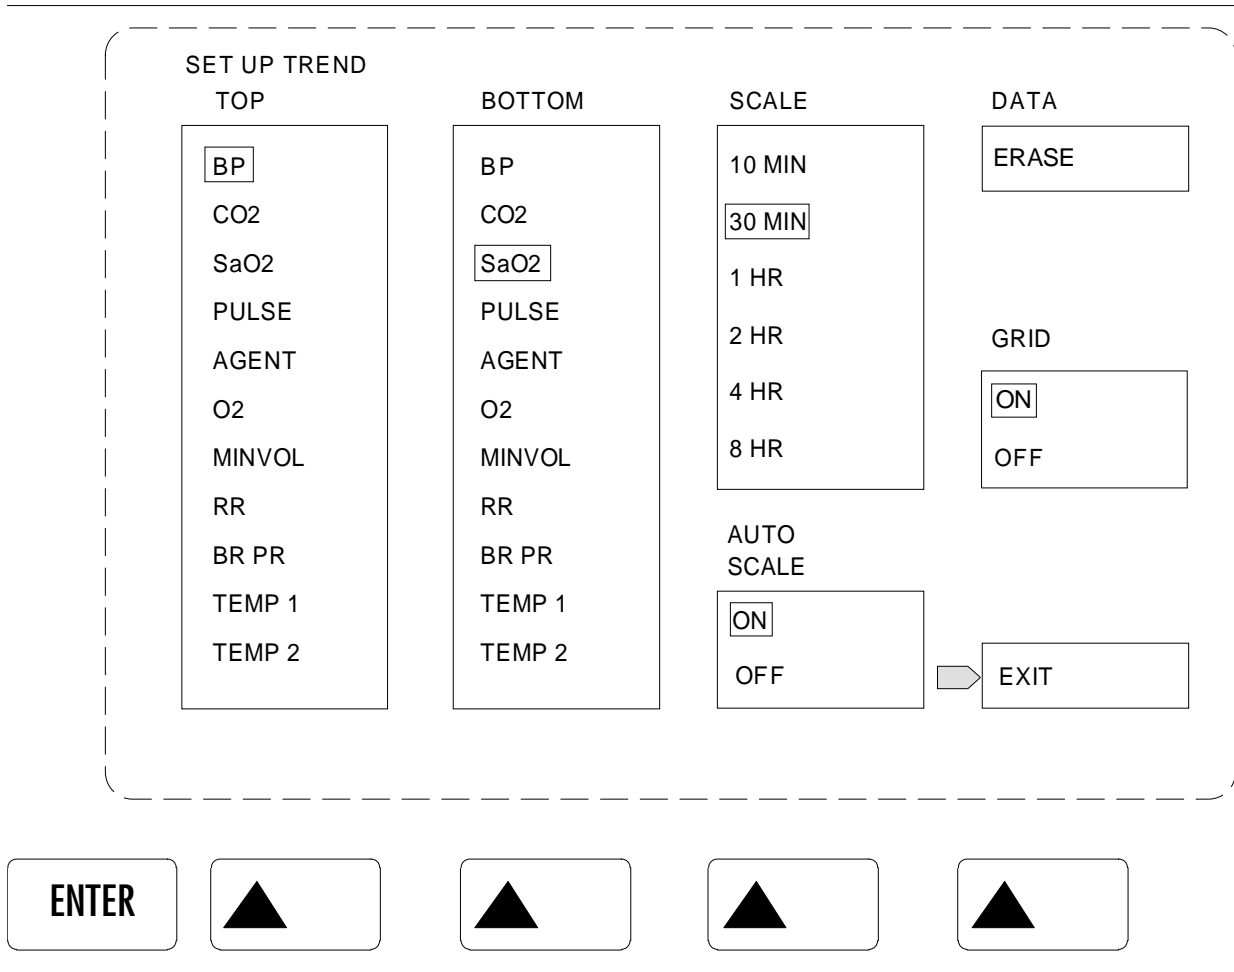 SET UP TREND
TOP
BP
CO2
SaO2
PULSE
AGENT
O2
MINVOL
RR
BR PR
TEMP 1
TEMP 2
BOTTOM
BP
CO2
SaO2
PULSE
AGENT
O2
MINVOL
RR
BR PR
TEMP 1
TEMP 2
SCALE
10 MIN
30 MIN
1 HR
2 HR
4 HR
8 HR
AUTO
SCALE
ON
OFF
DATA
ERASE
GRID
ON
OFF
EXIT
ENTER